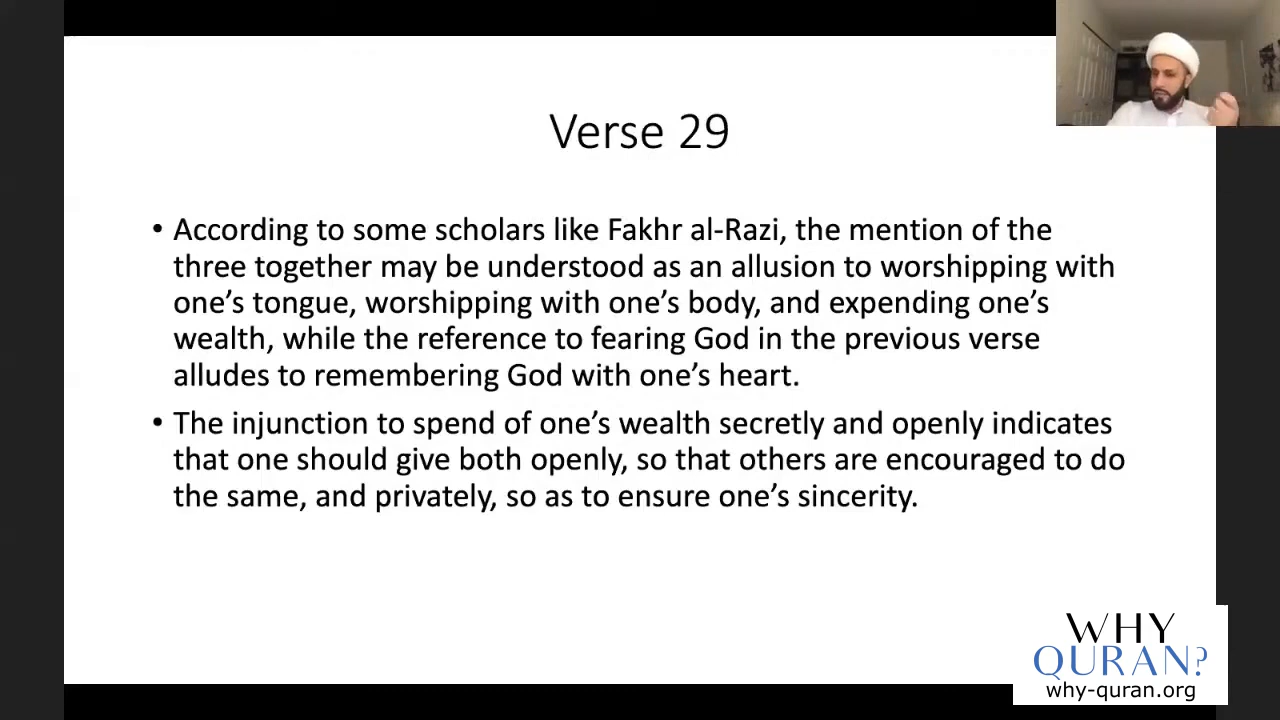 Verse 29
• According to some scholars like Fakhr al-Razi, the mention of the
three together may be understood as an allusion to worshipping with
one’s tongue, worshipping with one’s body, and expending one’s
wealth, while the reference to fearing God in the previous verse
alludes to remembering God with one’s heart.
• The injunction to spend of one’s wealth secretly and openly indicates
that one should give both openly, so that others are encouraged to do
the same, and privately, so as to ensure one’s sincerity.
WHY
QURAN?
why-quran.org